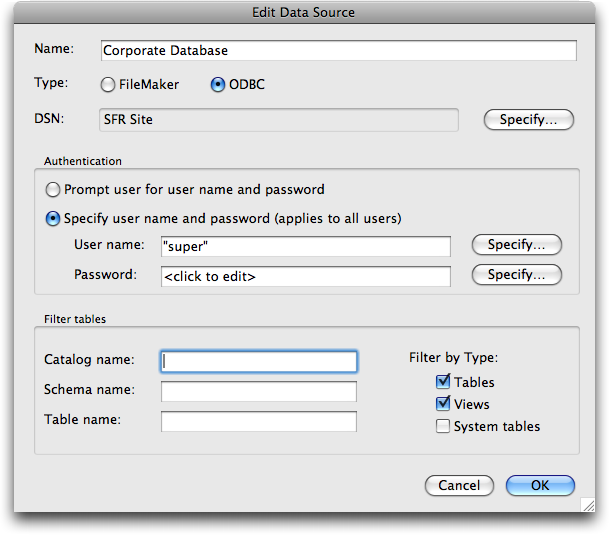 Edit Data Source
Name: Corporate Database
Type: FileMaker ODBC
DSN: SFR Site Specify...
Authentication
Prompt user for user name and password
Specify user name and password (applies to all users)
User name: "super" Specify...
Password: <click to edit> Specify...
Filter tables
Catalog name: Filter by Type:
Tables
Schema name:
Views
Table name:
System tables
Cancel OK